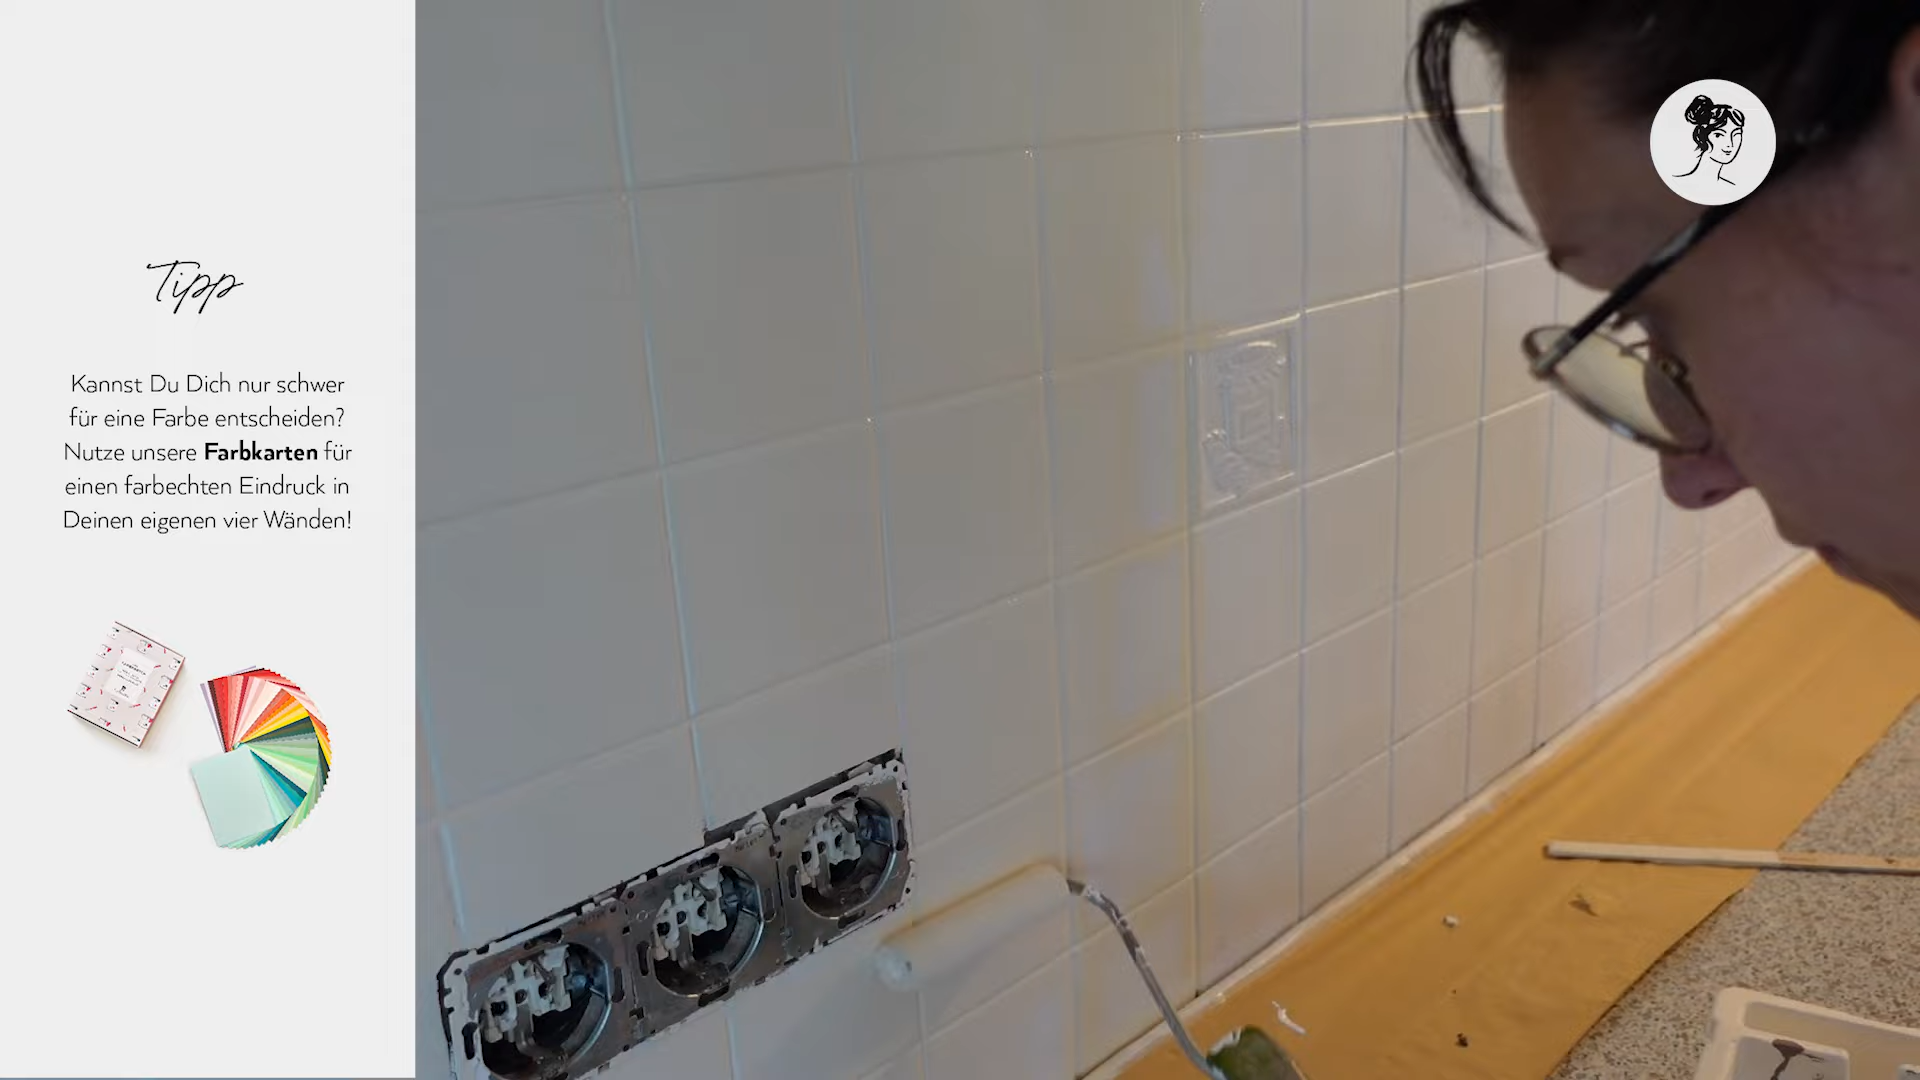 Tipp
Kannst Du Dich nur schwer
für eine Farbe entscheiden?
Nutze unsere Farbkarten für
einen farbechten Eindruck in
Deinen eigenen vier Wänden!